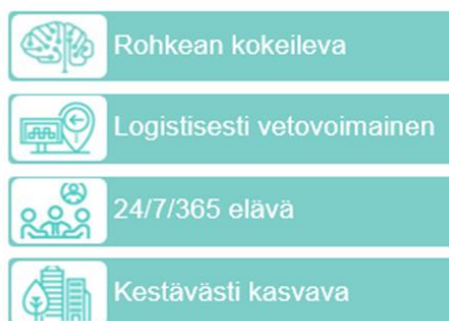 Rohkean kokeileva
Logistisesti vetovoimainen
24/7/365 elävä
Kestävästi kasvava